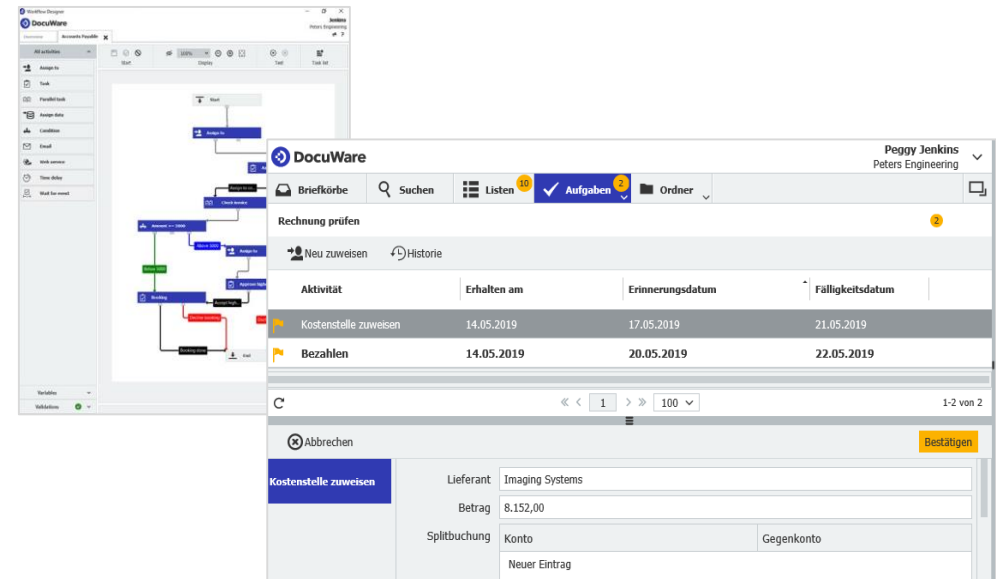 Workflow Designer
DocuWare
Jenkins
Peters Engineering
Overview Accounts Payable
All activities
Assign to
Task
Parallel task
Assign data
Condition
Email
Web service
Time delay
Wait for event
Variables
Validations
100%
Start Display Test Task list
Start
Assign to
Check invoice
Amount >= 1000
Assign to
Booking
End
DocuWare
Peggy Jenkins
Peters Engineering
Briefkörbe Suchen Listen 10 Aufgaben 2 Ordner
Rechnung prüfen 2
Neu zuweisen Historie
Aktivität Erhalten am Erinnerungsdatum Fälligkeitsdatum
Kostenstelle zuweisen 14.05.2019 17.05.2019 21.05.2019
Bezahlen 14.05.2019 20.05.2019 22.05.2019
1 100 1-2 von 2
Abbrechen Bestätigen
Kostenstelle zuweisen
Lieferant Imaging Systems
Betrag 8.152,00
Splitbuchung Konto Gegenkonto
Neuer Eintrag